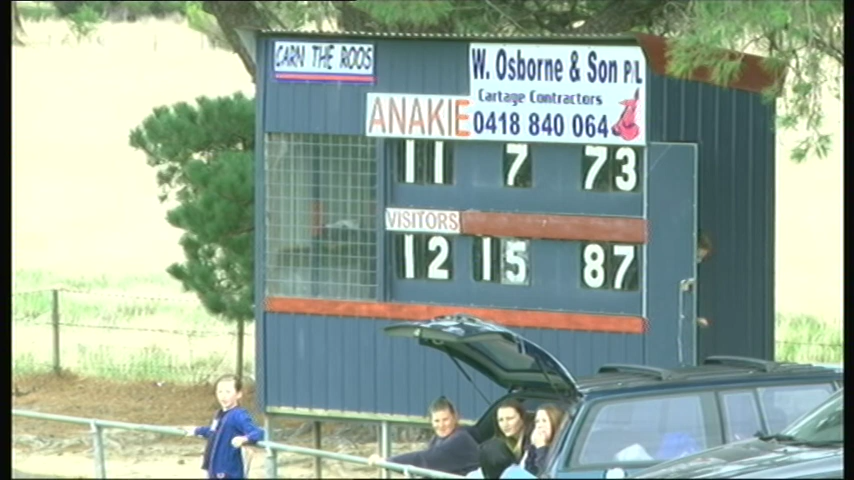 CARN THE ROOS
W. Osborne & Son P/L
Cartage Contractors
ANAKIE 0418 840 064
11 7 73
VISITORS
12 15 87